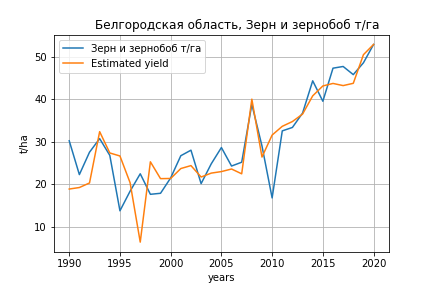 Белгородская область, Зерн и зернобоб т/га
Зерн и зернобоб т/га
Estimated yield
50
40
30
20
10
t/ha
1990 1995 2000 2005 2010 2015 2020
years